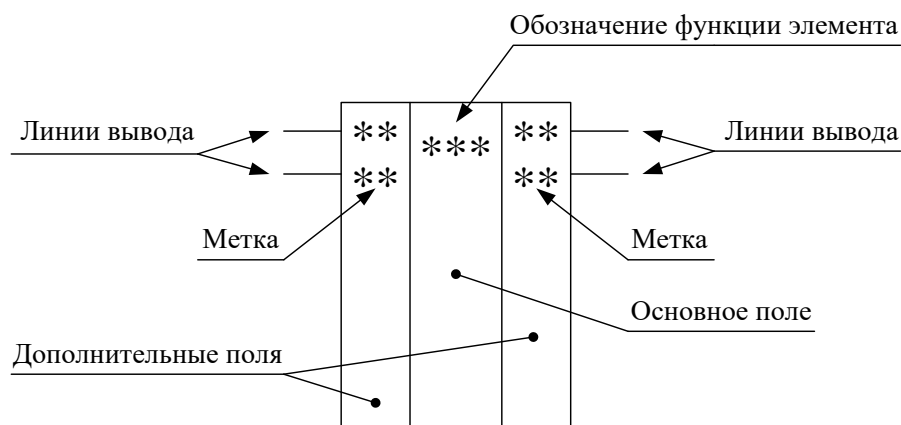 Обозначение функции элемента
Линии вывода
** *** **
Линии вывода
** **
Метка
Метка
Основное поле
Дополнительные поля